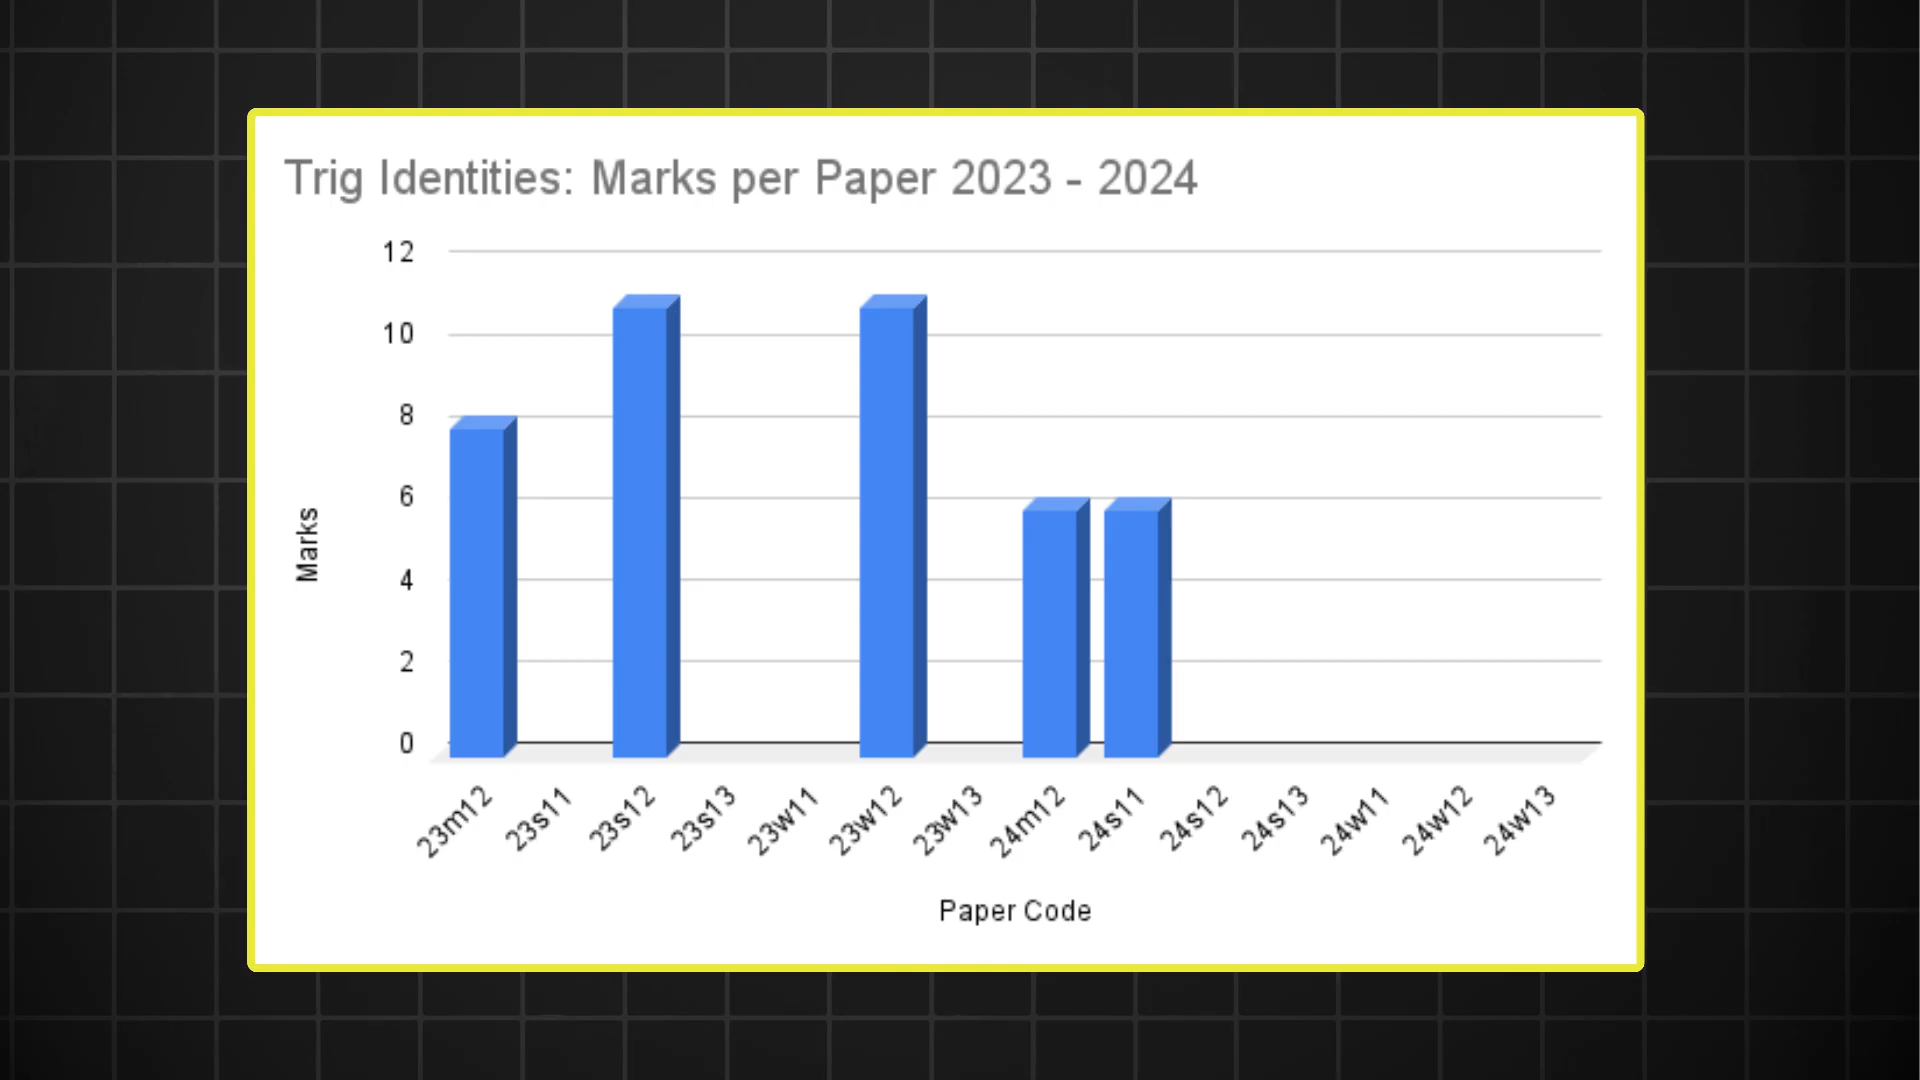 Trig Identities: Marks per Paper 2023 - 2024
12
10
8
6
4
2
0
Marks
23m12
23s11
23s12
23s13
23w11
23w12
23w13
24m12
24s11
24s12
24s13
24w11
24w12
24w13
Paper Code